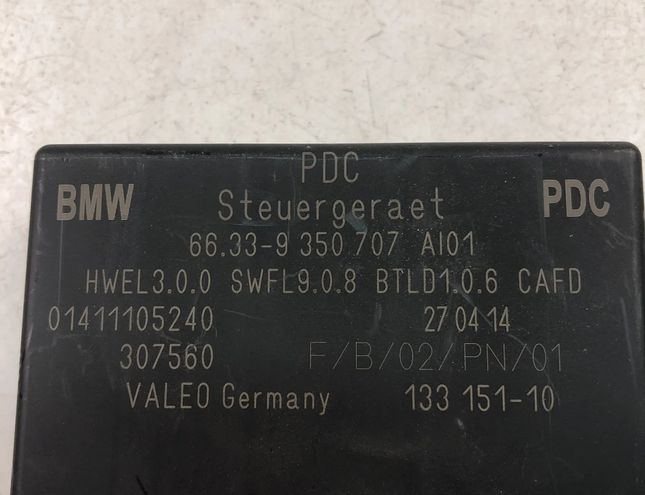 PDC
BMW Steuergeraet PDC
66.33-9 350 707 AI01
HWEL3.0.0 SWFL9.0.8 BTLD1.0.6 CAFD
01411105240 27 04 14
307560 F/B/02/PN/01
VALEO Germany 133 151-10